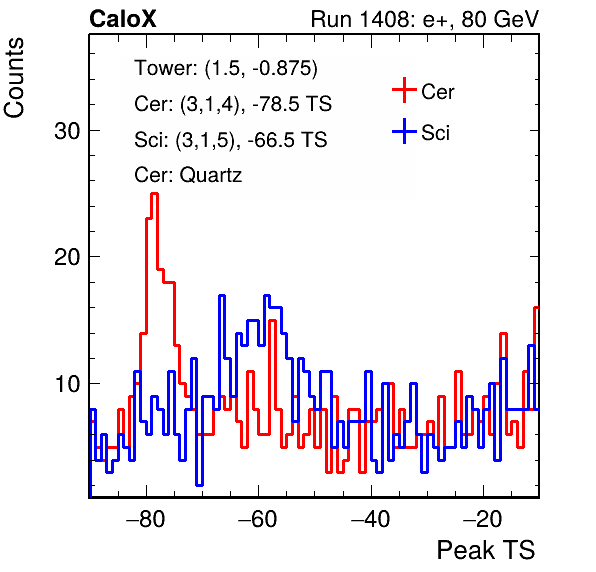 CaloX Run 1408: e+, 80 GeV
Counts
Tower: (1.5, -0.875)
Cer: (3,1,4), -78.5 TS
Sci: (3,1,5), -66.5 TS
Cer: Quartz
Cer
Sci
30
20
10
−80 −60 −40 −20
Peak TS